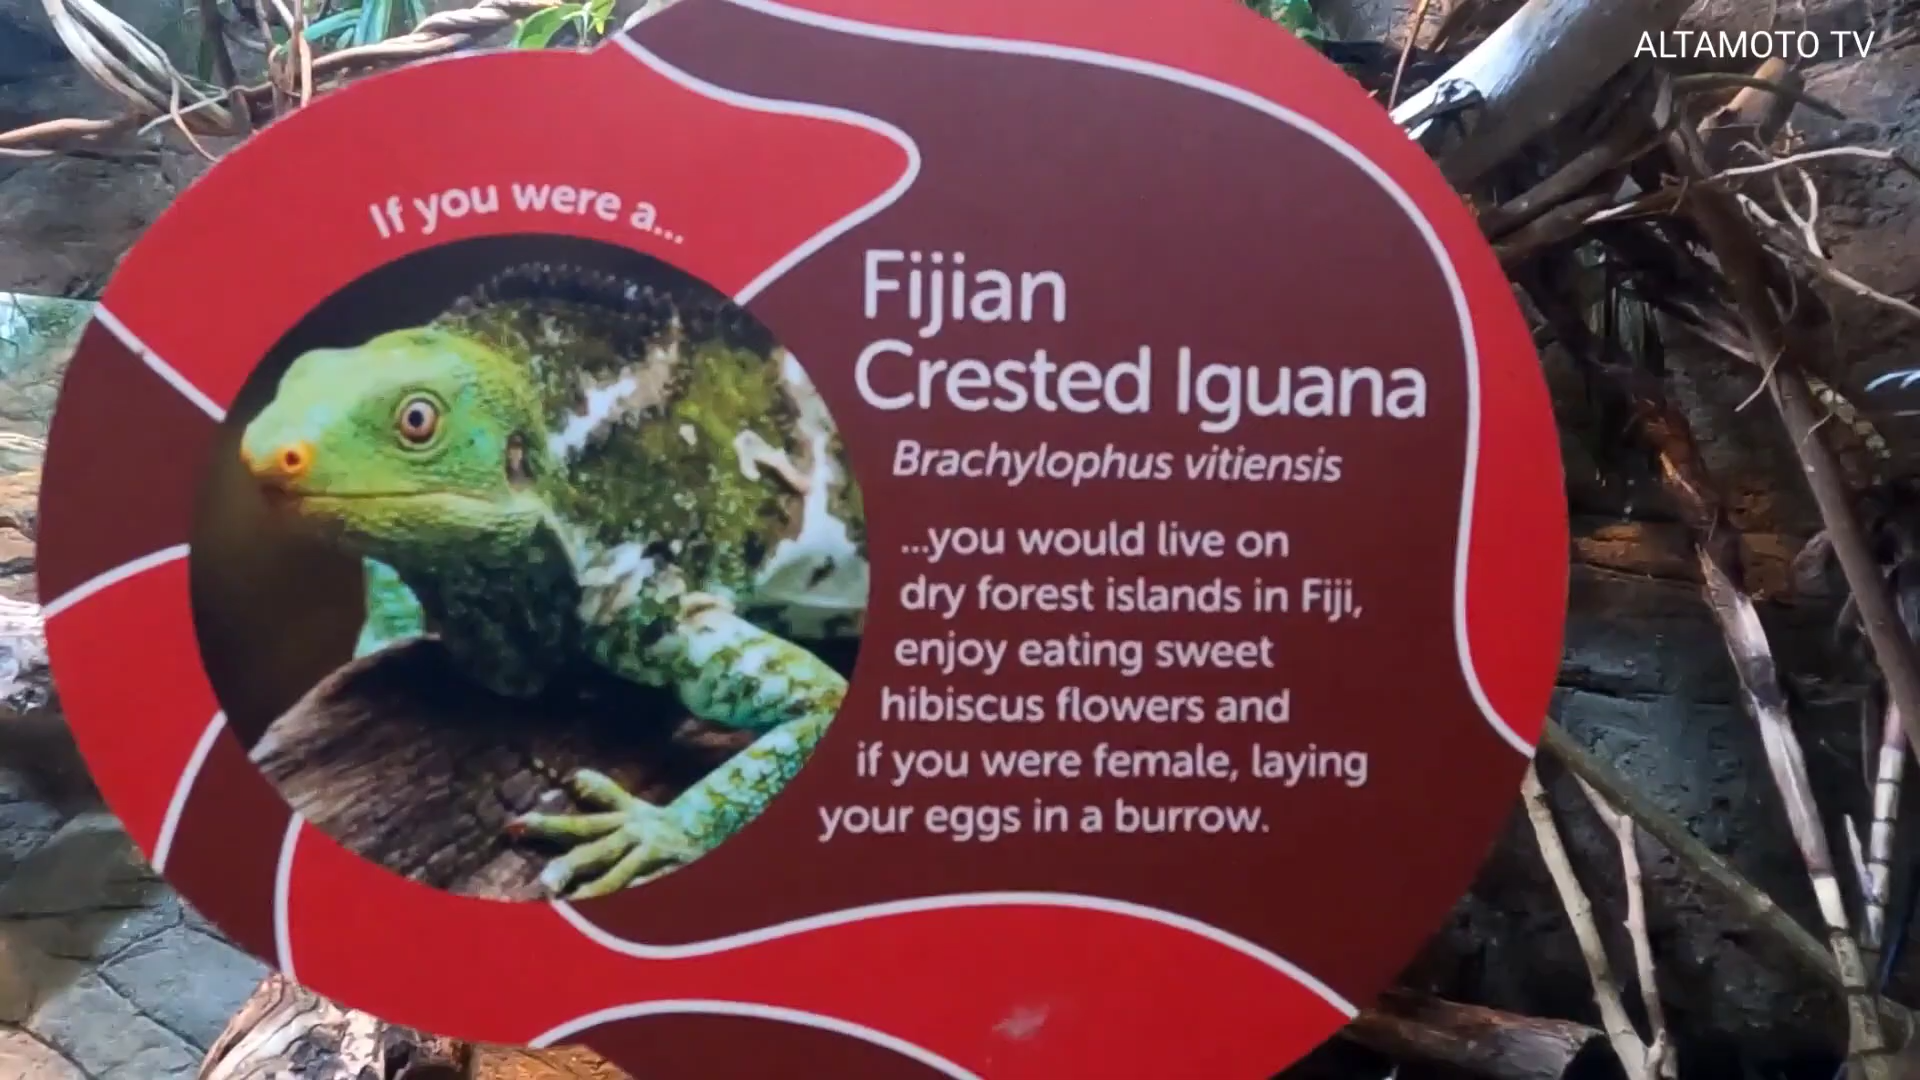 ALTAMOTO TV
If you were a...
Fijian
Crested Iguana
Brachylophus vitiensis
...you would live on
dry forest islands in Fiji,
enjoy eating sweet
hibiscus flowers and
if you were female, laying
your eggs in a burrow.